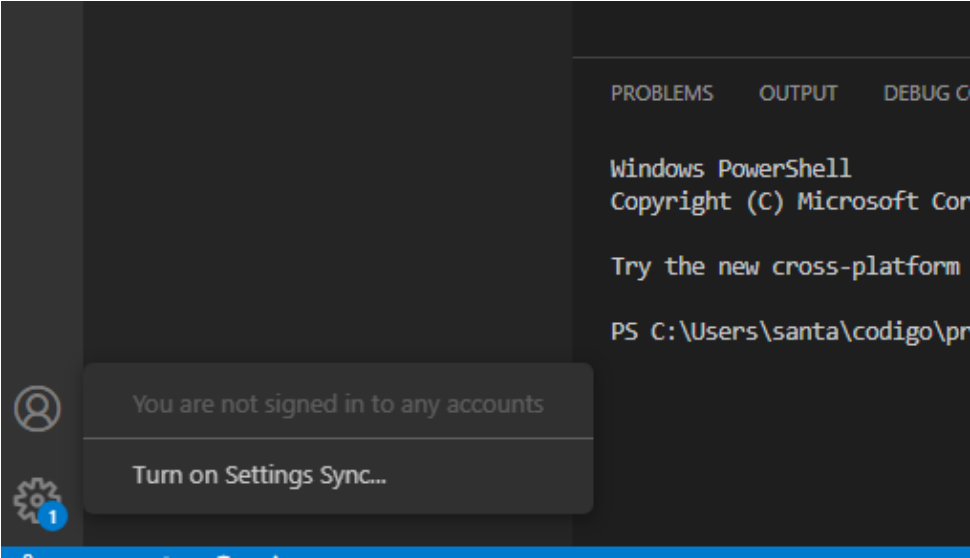 PROBLEMS OUTPUT DEBUG
Windows PowerShell
Copyright (C) Microsoft Cor
Try the new cross-platform
PS C:\Users\santa\codigo\pr
You are not signed in to any accounts
Turn on Settings Sync...
1